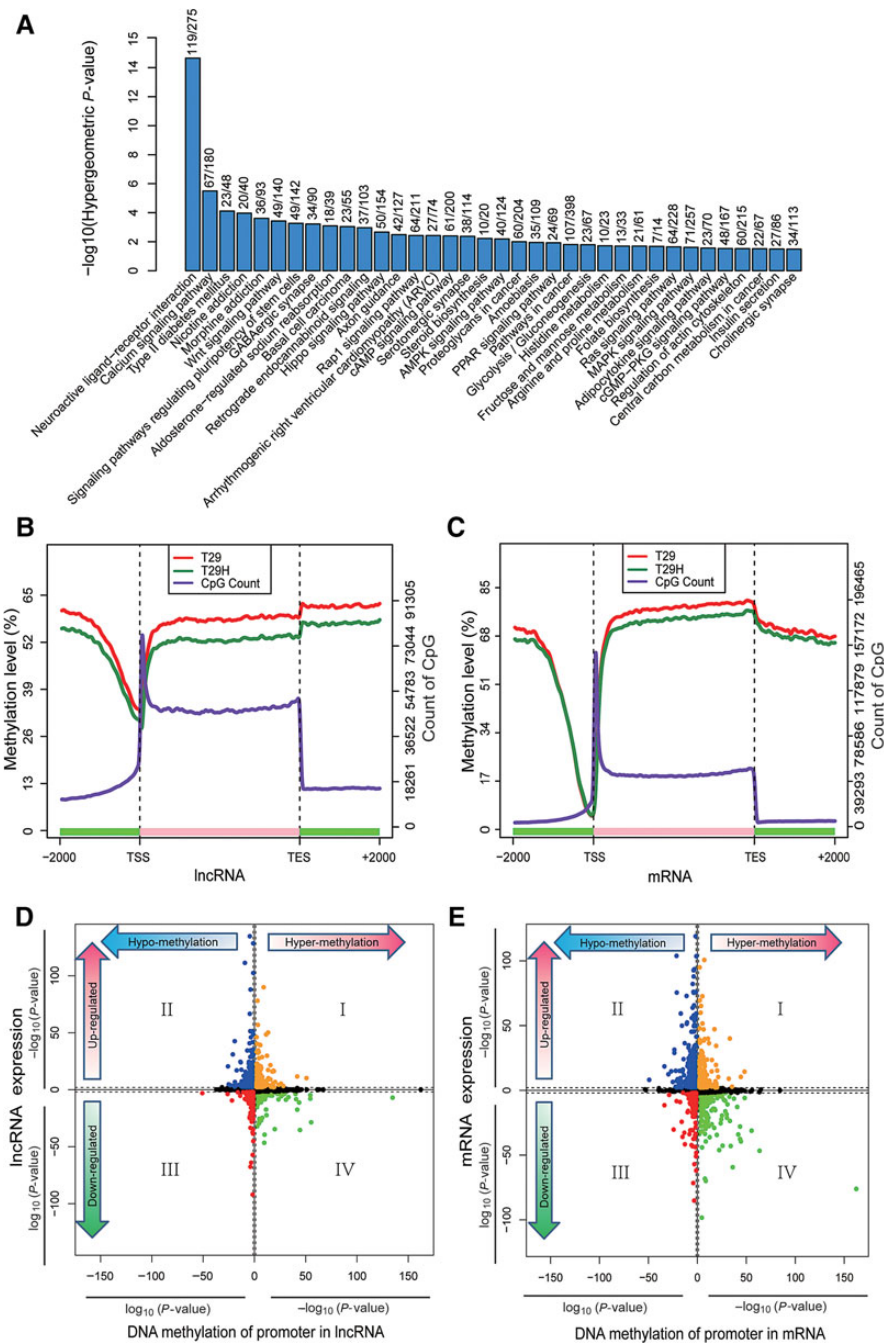 A
−log10(Hypergeometric P-value)
15
14
12
10
8
6
4
2
0
119/275
67/180
23/48
20/40
36/93
49/140
49/142
34/90
18/39
23/55
37/103
50/154
42/127
64/211
27/74
61/200
38/114
10/20
40/124
60/204
35/109
24/69
107/398
23/67
10/23
13/33
21/61
7/14
64/228
71/257
23/70
48/167
60/215
22/67
27/86
34/113
Neuroactive ligand−receptor interaction
Calcium signaling pathway
Type II diabetes mellitus
Nicotine addiction
Morphine addiction
Wnt signaling pathway
Signaling pathways regulating pluripotency of stem cells
GABAergic synapse
Aldosterone−regulated sodium reabsorption
Basal cell carcinoma
Retrograde endocannabinoid signaling
Hippo signaling pathway
Axon guidance
Rap1 signaling pathway
Arrhythmogenic right ventricular cardiomyopathy (ARVC)
cAMP signaling pathway
Serotonergic synapse
Steroid biosynthesis
AMPK signaling pathway
Proteoglycans in cancer
Amoebiasis
PPAR signaling pathway
Pathways in cancer
Glycolysis / Gluconeogenesis
Histidine metabolism
Fructose and mannose metabolism
Arginine and proline metabolism
Folate biosynthesis
Ras signaling pathway
MAPK signaling pathway
Adipocytokine signaling pathway
cGMP−PKG signaling pathway
Regulation of actin cytoskeleton
Central carbon metabolism in cancer
Insulin secretion
Cholinergic synapse
B
T29
T29H
CpG Count
Methylation level (%)
65
52
39
26
13
0
91305
73044
54783
36522
18261
0
Count of CpG
−2000
TSS
TES
+2000
lncRNA
C
T29
T29H
CpG Count
Methylation level (%)
85
68
51
34
17
0
196465
157172
117879
78586
39293
0
Count of CpG
−2000
TSS
TES
+2000
mRNA
D
Hypo-methylation
Hyper-methylation
Up-regulated
Down-regulated
II
I
III
IV
lncRNA expression
−log10 (P-value)
log10 (P-value)
100
50
0
−50
−100
−150
−100
−50
0
50
100
150
log10 (P-value)
−log10 (P-value)
DNA methylation of promoter in lncRNA
E
Hypo-methylation
Hyper-methylation
Up-regulated
Down-regulated
II
I
III
IV
mRNA expression
−log10 (P-value)
log10 (P-value)
100
50
0
−50
−100
−150
−100
−50
0
50
100
150
log10 (P-value)
−log10 (P-value)
DNA methylation of promoter in mRNA